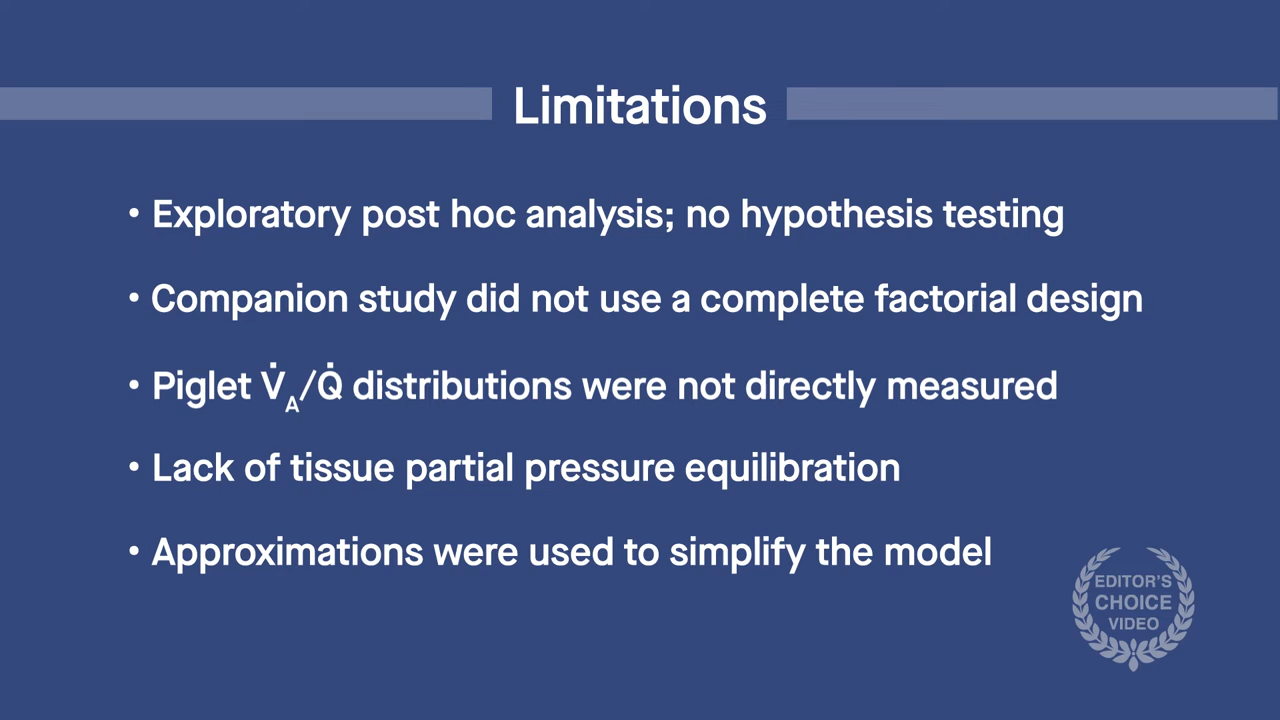 Limitations
• Exploratory post hoc analysis; no hypothesis testing
• Companion study did not use a complete factorial design
• Piglet V̇A/Q̇ distributions were not directly measured
• Lack of tissue partial pressure equilibration
• Approximations were used to simplify the model
EDITOR'S
CHOICE
VIDEO